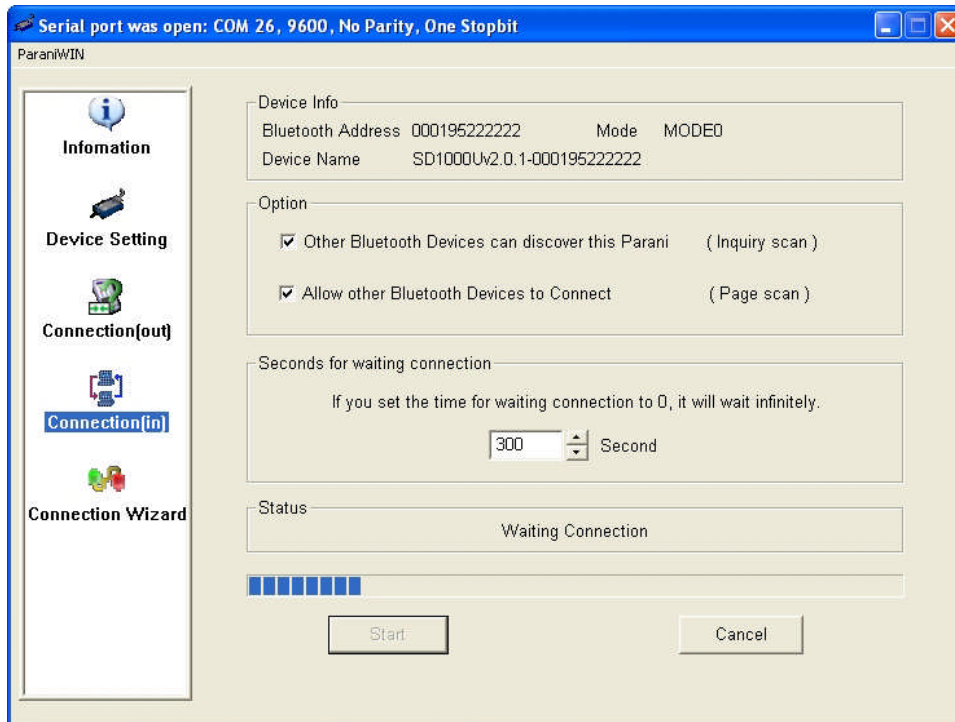 Serial port was open: COM 26, 9600, No Parity, One Stopbit
ParaniWIN
Infomation
Device Setting
Connection(out)
Connection(in)
Connection Wizard
Device Info
Bluetooth Address 000195222222 Mode MODE0
Device Name SD1000Uv2.0.1-000195222222
Option
Other Bluetooth Devices can discover this Parani ( Inquiry scan )
Allow other Bluetooth Devices to Connect ( Page scan )
Seconds for waiting connection
If you set the time for waiting connection to 0, it will wait infinitely.
300 Second
Status
Waiting Connection
Start Cancel